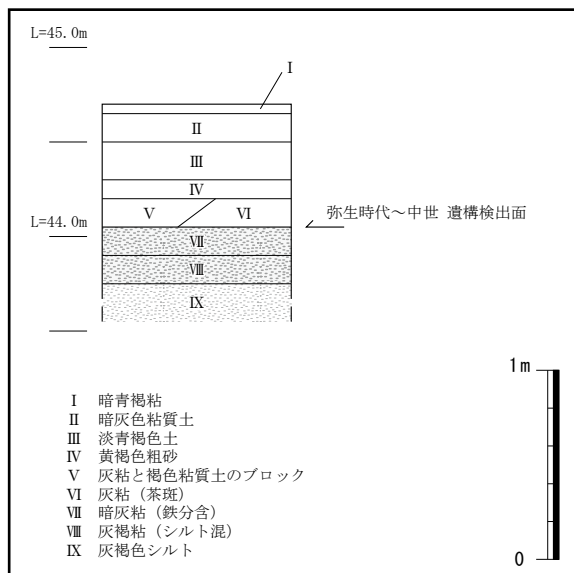 L=45.0m
Ⅰ
Ⅱ
Ⅲ
Ⅳ
Ⅴ Ⅵ
弥生時代～中世 遺構検出面
L=44.0m
Ⅶ
Ⅷ
Ⅸ
1m
Ⅰ 暗青褐粘
Ⅱ 暗灰色粘質土
Ⅲ 淡青褐色土
Ⅳ 黄褐色粗砂
Ⅴ 灰粘と褐色粘質土のブロック
Ⅵ 灰粘（茶斑）
Ⅶ 暗灰粘（鉄分含）
Ⅷ 灰褐粘（シルト混）
Ⅸ 灰褐色シルト
0